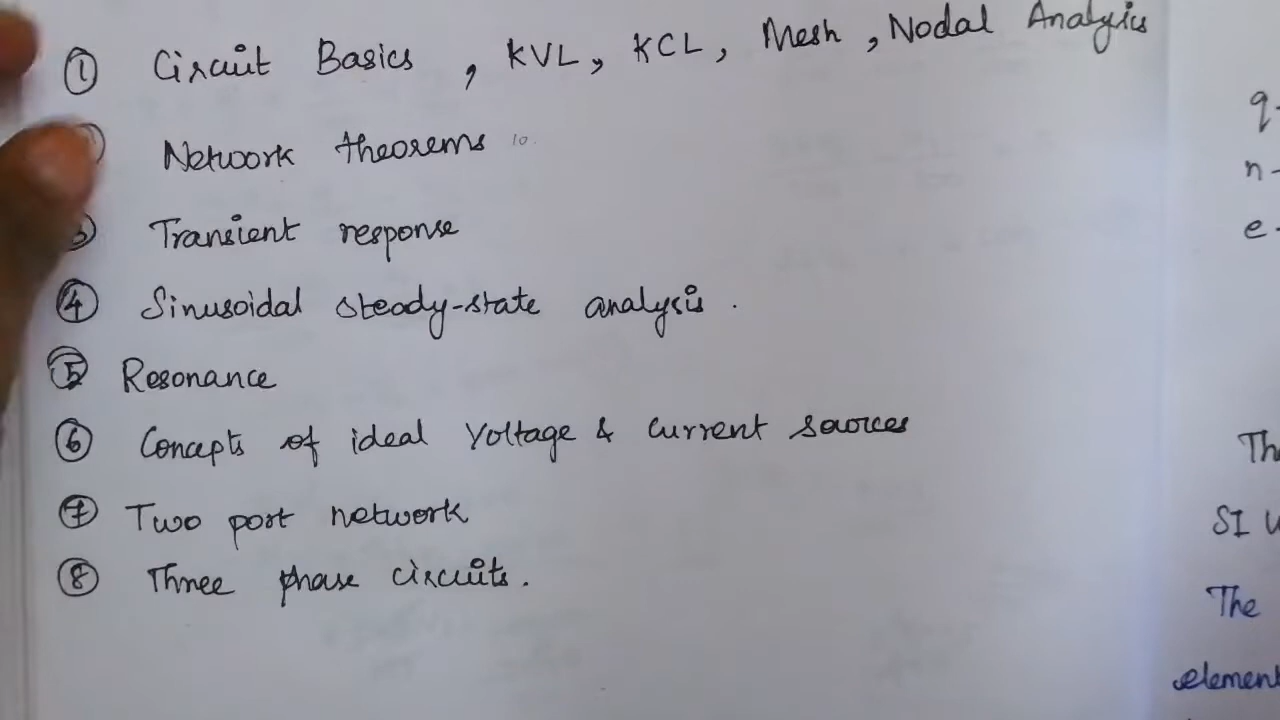 ① Circuit Basics , KVL, KCL, Mesh , Nodal Analysis
Network theorems 10.
3 Transient response
④ Sinusoidal steady-state analysis .
⑤ Resonance
⑥ Concepts of ideal Voltage & Current sources
⑦ Two port network
⑧ Three phase circuits.
q-
n-
e-
Th
SI U
The
element